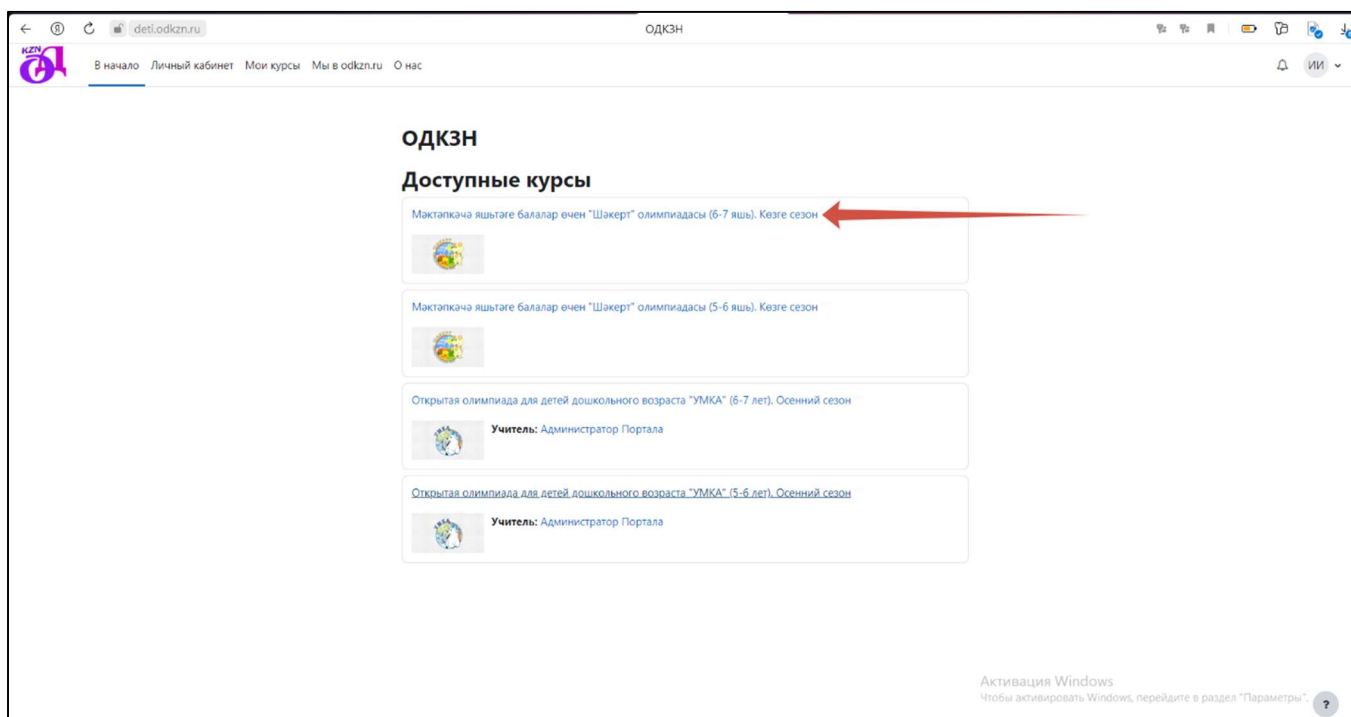 deti.odkzn.ru
ОДКЗН
KZN
В начало Личный кабинет Мои курсы Мы в odkzn.ru О нас
ИИ
ОДКЗН
Доступные курсы
Мәктәпкәчә яшьтәге балалар өчен "Шәкерт" олимпиадасы (6-7 яшь). Көзге сезон
Мәктәпкәчә яшьтәге балалар өчен "Шәкерт" олимпиадасы (5-6 яшь). Көзге сезон
Открытая олимпиада для детей дошкольного возраста "УМКА" (6-7 лет). Осенний сезон
Учитель: Администратор Портала
Открытая олимпиада для детей дошкольного возраста "УМКА" (5-6 лет). Осенний сезон
Учитель: Администратор Портала
Активация Windows
Чтобы активировать Windows, перейдите в раздел "Параметры".
?